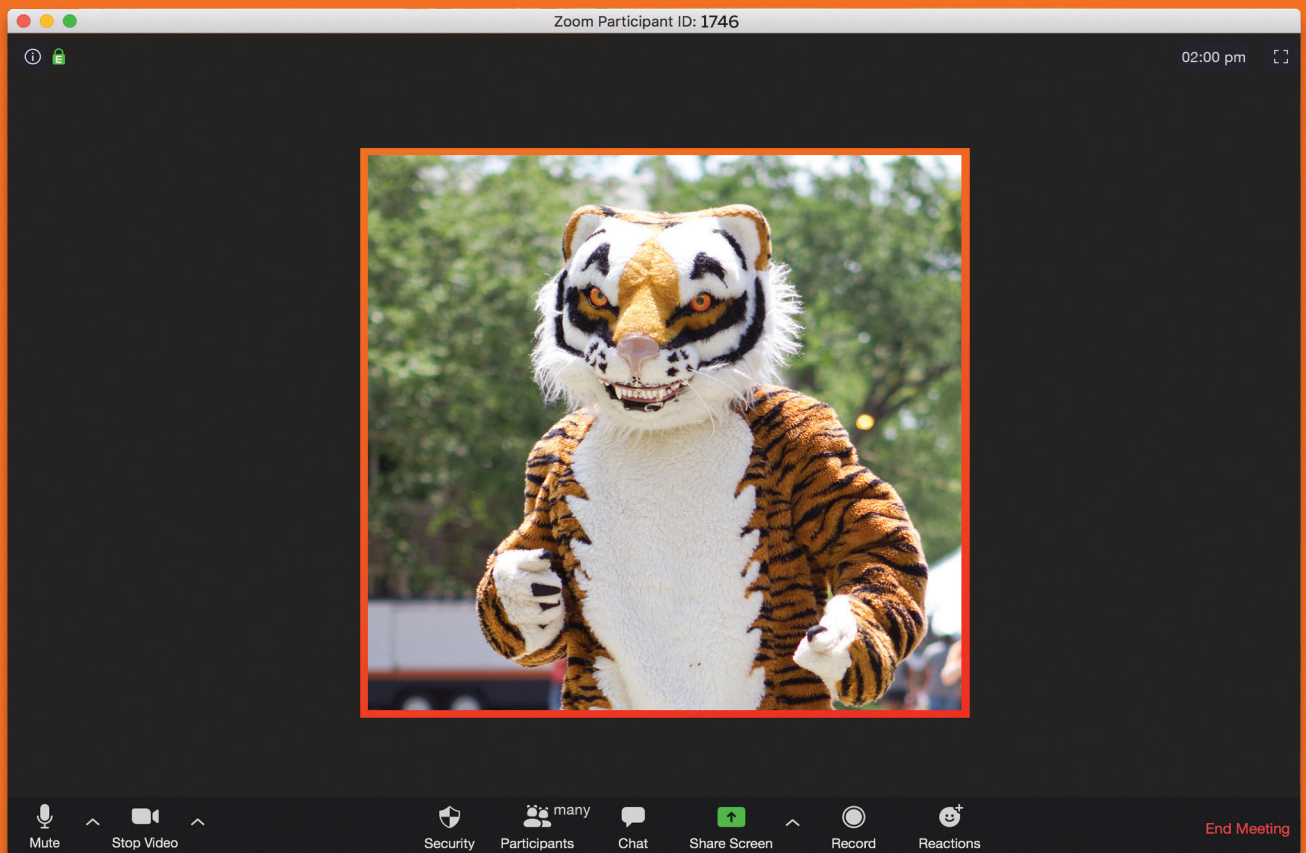 Zoom Participant ID: 1746
02:00 pm
E
many
Mute
Stop Video
Security
Participants
Chat
Share Screen
Record
Reactions
End Meeting